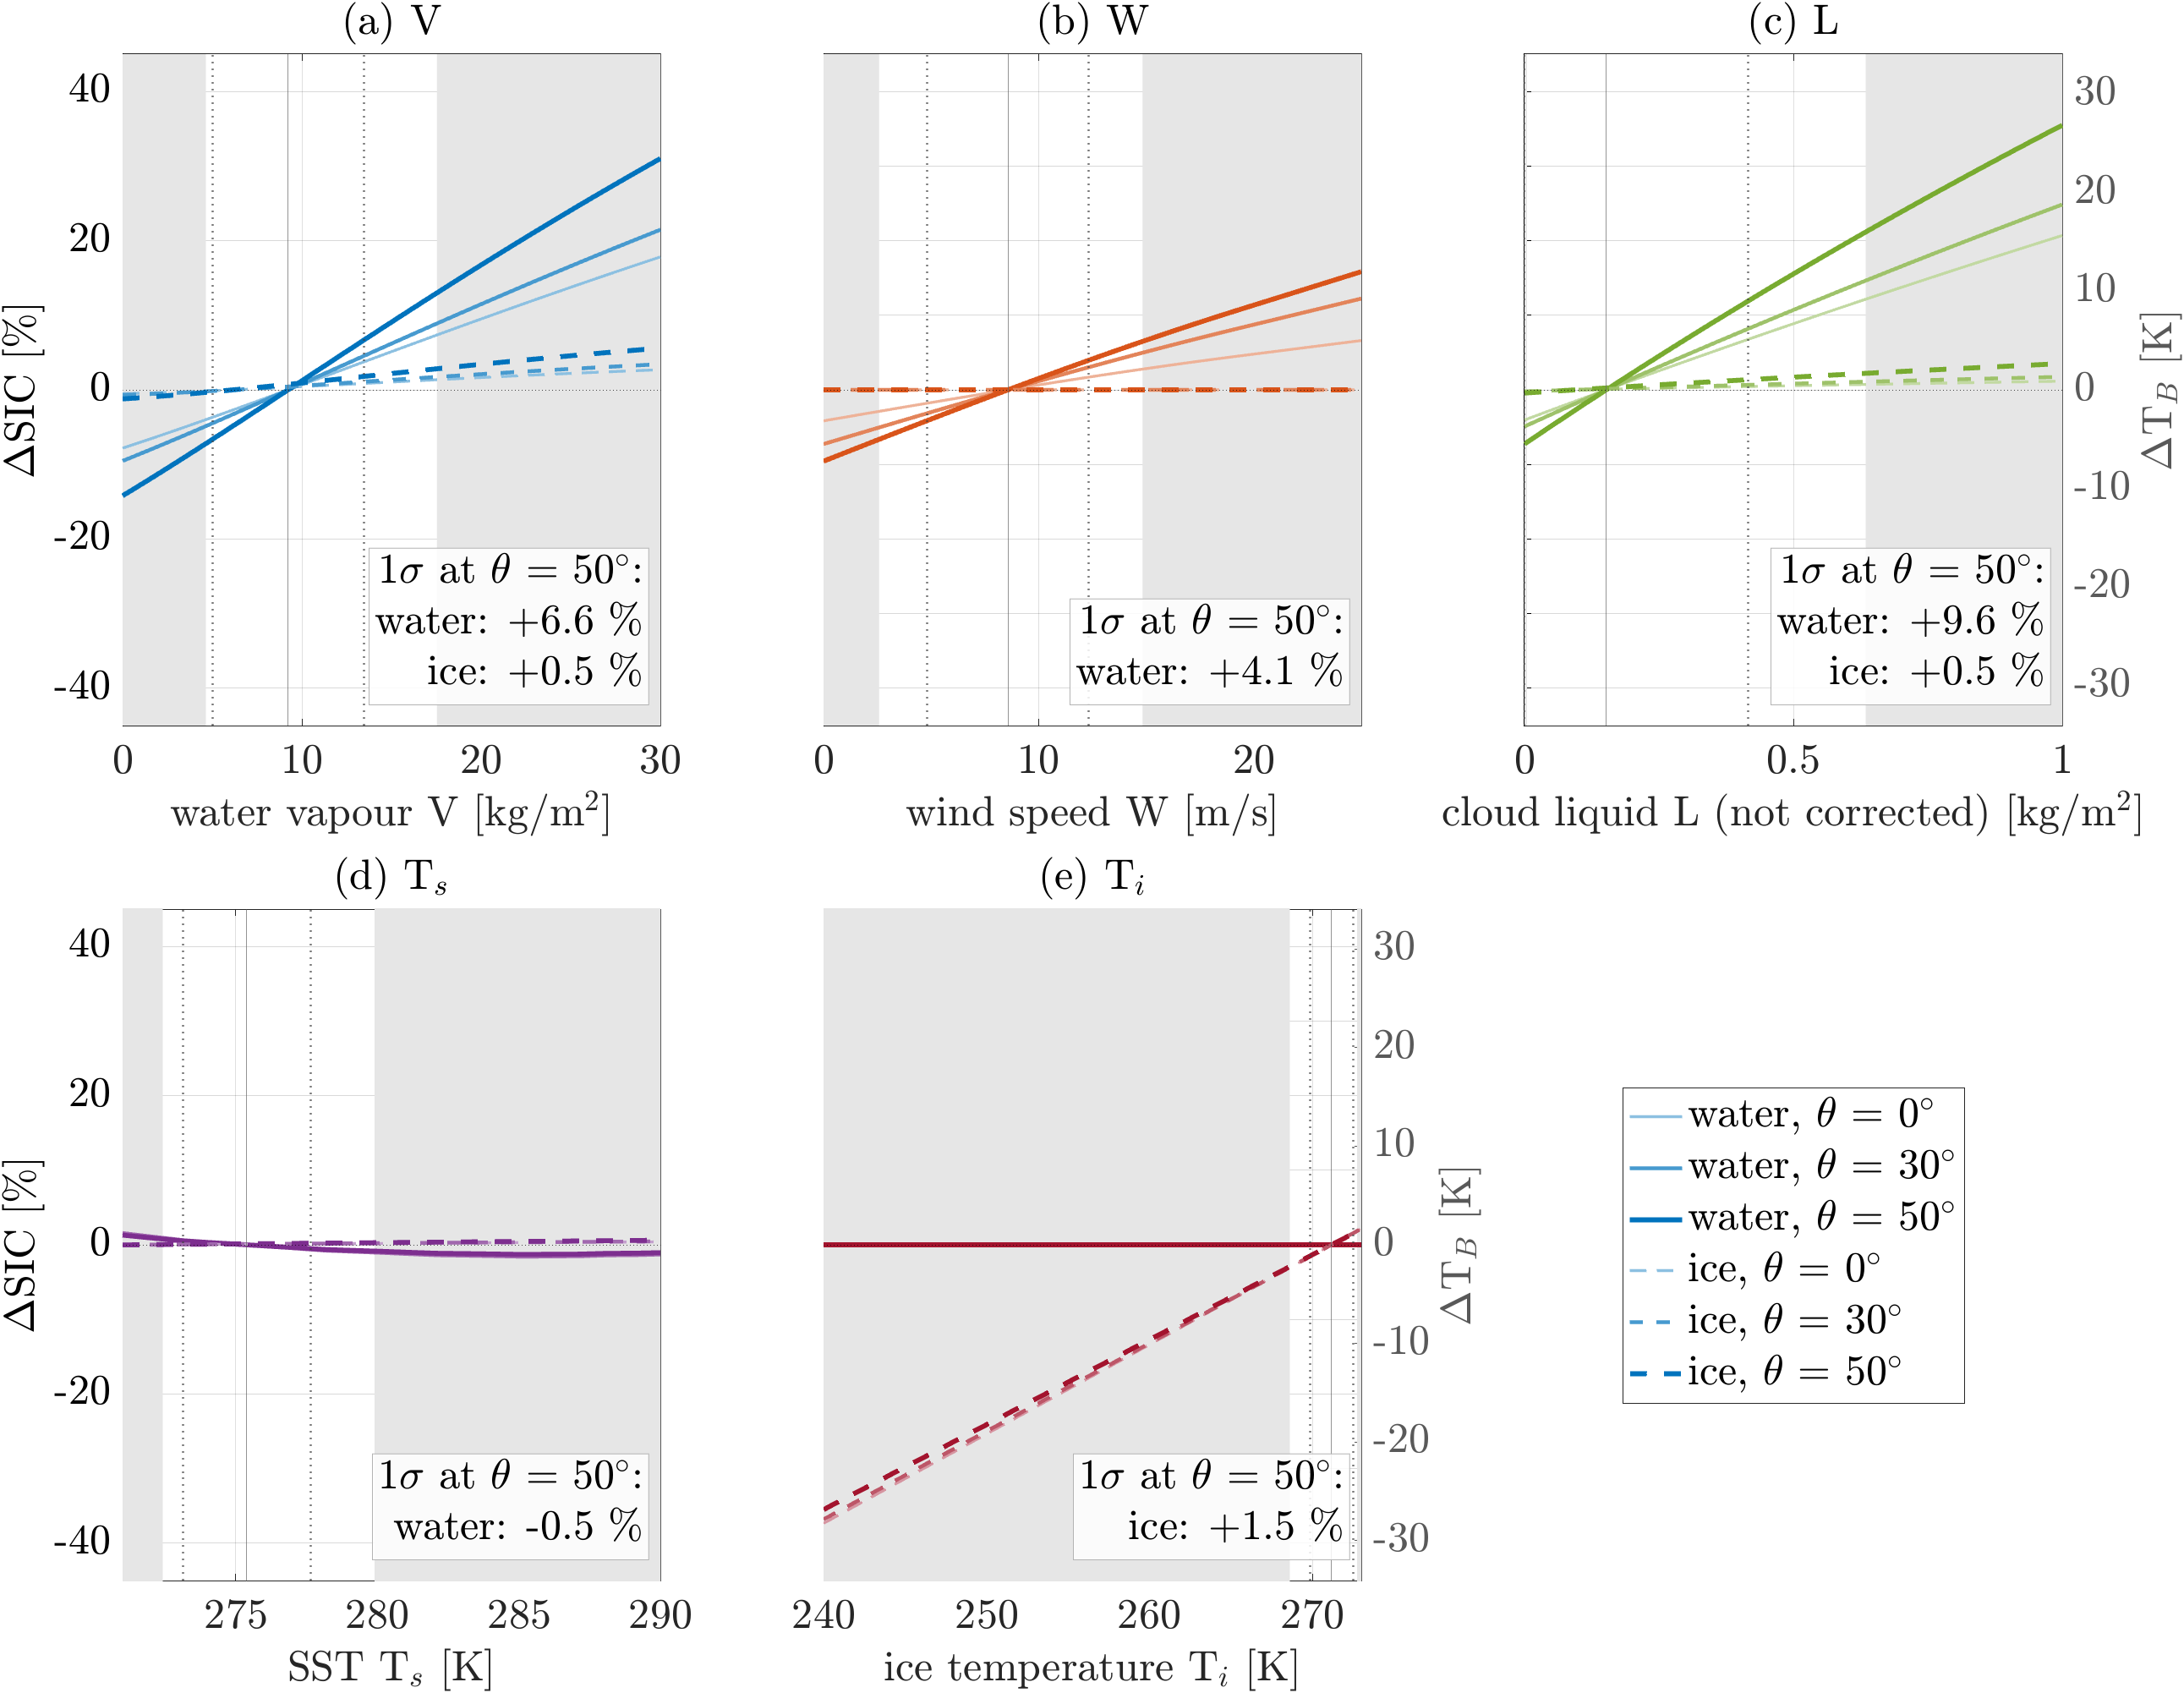 (a) V
(b) W
(c) L
40
20
0
-20
-40
ΔSIC [%]
1σ at θ = 50°:
water: +6.6 %
ice: +0.5 %
0
10
20
30
water vapour V [kg/m²]
1σ at θ = 50°:
water: +4.1 %
0
10
20
wind speed W [m/s]
1σ at θ = 50°:
water: +9.6 %
ice: +0.5 %
0
0.5
1
cloud liquid L (not corrected) [kg/m²]
30
20
10
0
-10
-20
-30
ΔT_B [K]
(d) T_s
(e) T_i
40
20
0
-20
-40
ΔSIC [%]
1σ at θ = 50°:
water: -0.5 %
275
280
285
290
SST T_s [K]
1σ at θ = 50°:
ice: +1.5 %
240
250
260
270
ice temperature T_i [K]
30
20
10
0
-10
-20
-30
ΔT_B [K]
water, θ = 0°
water, θ = 30°
water, θ = 50°
ice, θ = 0°
ice, θ = 30°
ice, θ = 50°